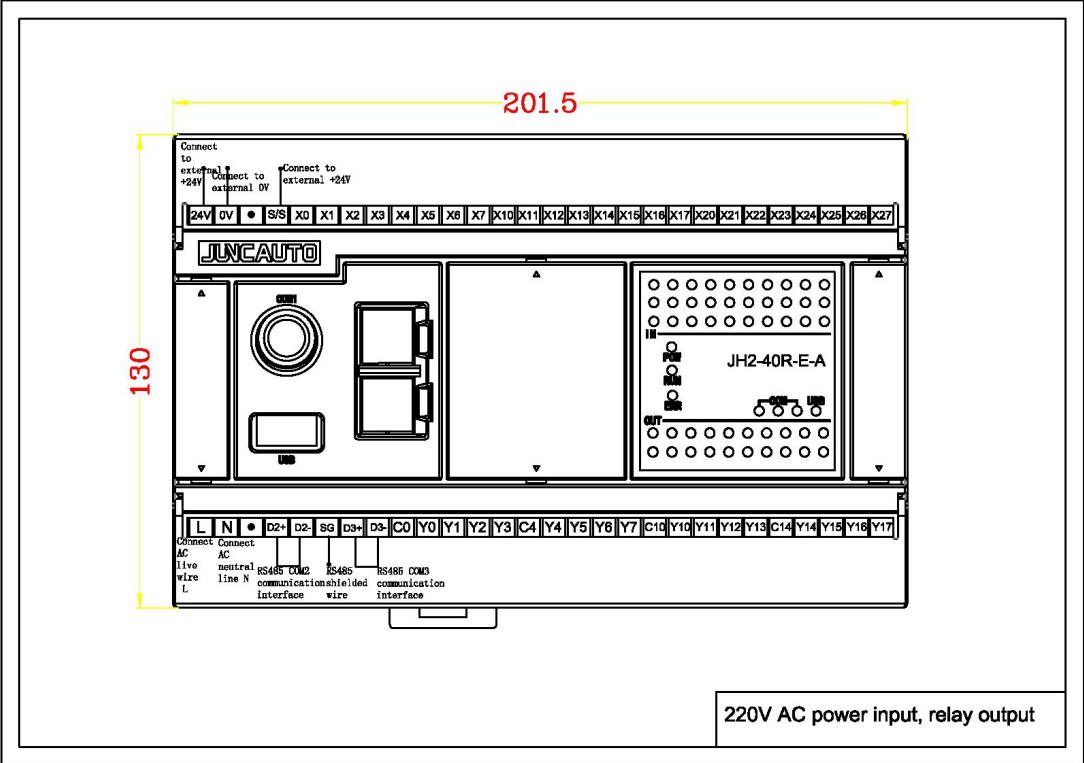 201.5
130
Connect
to
external
+24V
Connect to
external 0V
Connect to
external +24V
24V 0V S/S X0 X1 X2 X3 X4 X5 X6 X7 X10 X11 X12 X13 X14 X15 X16 X17 X20 X21 X22 X23 X24 X25 X26 X27
JUNCAUTO
COM1
USB
IN
POW
RUN
ERR
JH2-40R-E-A
COM USB
OUT
L N D2+ D2- SG D3+ D3- C0 Y0 Y1 Y2 Y3 C4 Y4 Y5 Y6 Y7 C10 Y10 Y11 Y12 Y13 C14 Y14 Y15 Y16 Y17
Connect
AC
live
wire
L
Connect
AC
neutral
line N
RS485 COM2
communication
interface
RS485
shielded
wire
RS485 COM3
communication
interface
220V AC power input, relay output